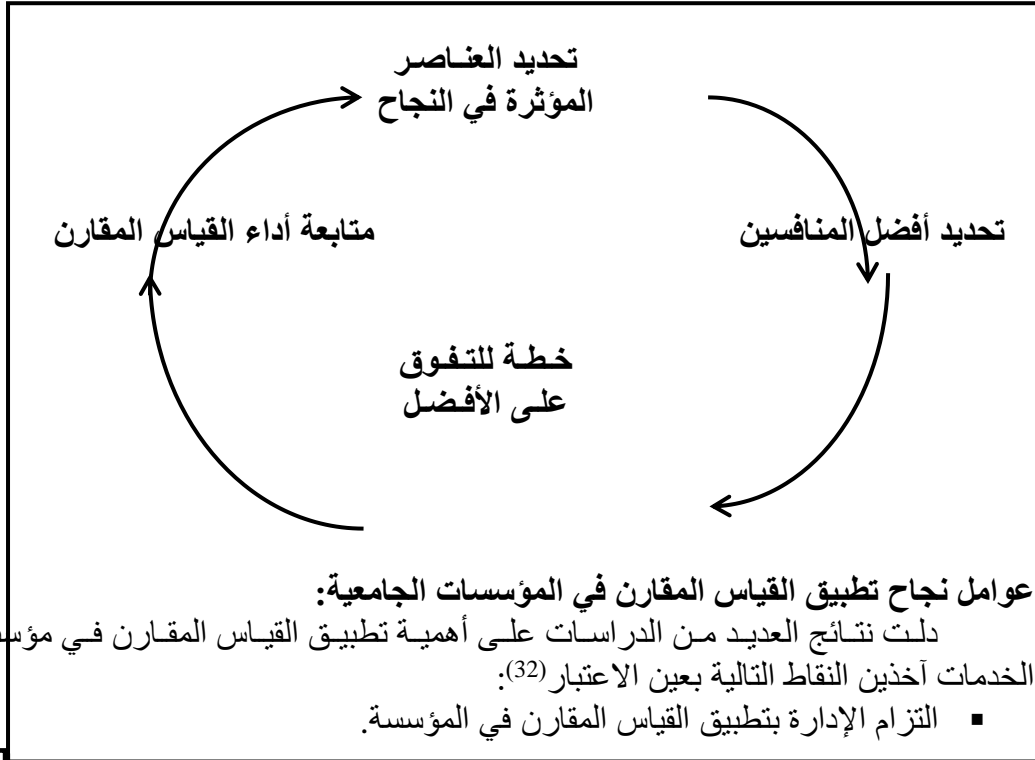 تحديد العناصر
المؤثرة في النجاح
تحديد أفضل المنافسين
متابعة أداء القياس المقارن
خطة للتفوق
على الأفضل
عوامل نجاح تطبيق القياس المقارن في المؤسسات الجامعية:
دلت نتائج العديد من الدراسات على أهمية تطبيق القياس المقارن في
الخدمات آخذين النقاط التالية بعين الاعتبار(32):
▪ التزام الإدارة بتطبيق القياس المقارن في المؤسسة.